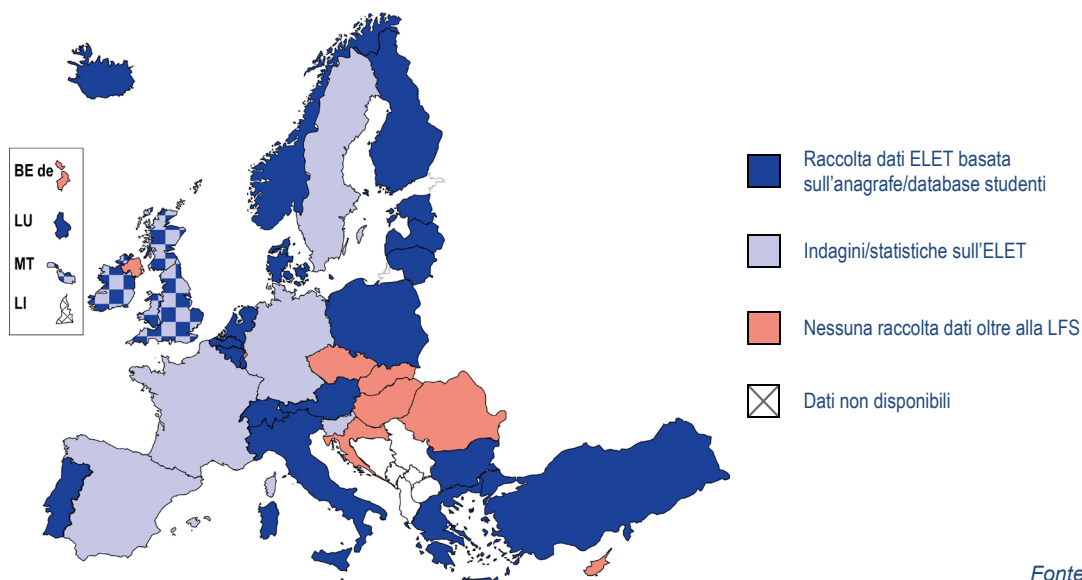 BE de
LU
MT
LI
Raccolta dati ELET basata
sull’anagrafe/database studenti
Indagini/statistiche sull’ELET
Nessuna raccolta dati oltre alla LFS
Dati non disponibili
Fonte